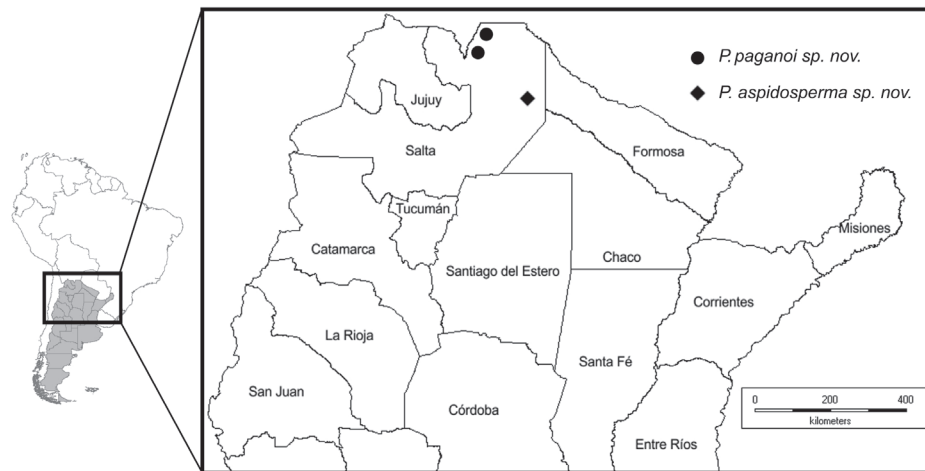 P. paganoi sp. nov.
P. aspidosperma sp. nov.
Jujuy
Salta
Formosa
Tucumán
Misiones
Catamarca
Chaco
Santiago del Estero
Corrientes
La Rioja
Santa Fé
San Juan
Córdoba
0 200 400
kilometers
Entre Ríos